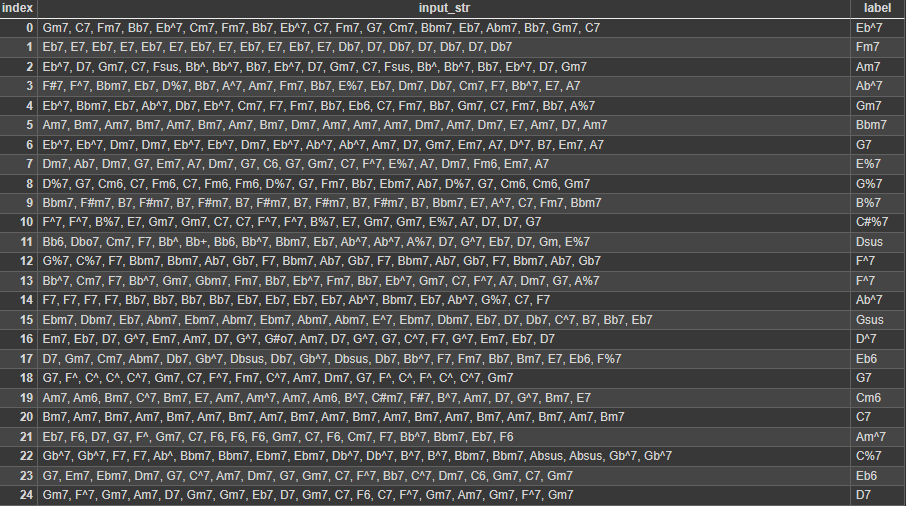 index input_str label
0 Gm7, C7, Fm7, Bb7, Eb^7, Cm7, Fm7, Bb7, Eb^7, C7, Fm7, G7, Cm7, Bbm7, Eb7, Abm7, Bb7, Gm7, C7 Eb^7
1 Eb7, E7, Eb7, E7, Eb7, E7, Eb7, E7, Eb7, E7, Eb7, E7, Db7, D7, Db7, D7, Db7, D7, Db7 Fm7
2 Eb^7, D7, Gm7, C7, Fsus, Bb^, Bb^7, Bb7, Eb^7, D7, Gm7, C7, Fsus, Bb^, Bb^7, Bb7, Eb^7, D7, Gm7 Am7
3 F#7, F^7, Bbm7, Eb7, D%7, Bb7, A^7, Am7, Fm7, Bb7, E%7, Eb7, Dm7, Db7, Cm7, F7, Bb^7, E7, A7 Ab^7
4 Eb^7, Bbm7, Eb7, Ab^7, Db7, Eb^7, Cm7, F7, Fm7, Bb7, Eb6, C7, Fm7, Bb7, Gm7, C7, Fm7, Bb7, A%7 Gm7
5 Am7, Bm7, Am7, Bm7, Am7, Bm7, Am7, Bm7, Dm7, Am7, Dm7, Am7, Am7, Dm7, Dm7, E7, Am7, D7, Am7 Bbm7
6 Eb^7, Eb^7, Dm7, Dm7, Eb^7, Eb^7, Dm7, Eb^7, Ab^7, Ab^7, Am7, D7, Gm7, Em7, A7, D^7, B7, Em7, A7 G7
7 Dm7, Ab7, Dm7, G7, Em7, A7, Dm7, G7, C6, G7, Gm7, C7, F^7, E%7, A7, Dm7, Fm6, Em7, A7 E%7
8 D%7, G7, Cm6, C7, Fm6, C7, Fm6, Fm6, D%7, G7, Fm7, Bb7, Ebm7, Ab7, D%7, G7, Cm6, Cm6, Gm7 G%7
9 Bbm7, F#m7, B7, F#m7, B7, F#m7, B7, F#m7, B7, F#m7, B7, F#m7, B7, Bbm7, E7, A^7, C7, Fm7, Bbm7 B%7
10 F^7, F^7, B%7, E7, Gm7, Gm7, C7, C7, F^7, F^7, B%7, E7, Gm7, Gm7, E%7, A7, D7, D7, G7 C#%7
11 Bb6, Dbo7, Cm7, F7, Bb^, Bb+, Bb6, Bb^7, Bbm7, Eb7, Ab^7, Ab^7, A%7, D7, G^7, Eb7, D7, Gm, E%7 Dsus
12 G%7, C%7, F7, Bbm7, Bbm7, Ab7, Gb7, F7, Bbm7, Ab7, Gb7, F7, Bbm7, Ab7, Gb7, F7, Bbm7, Ab7, Gb7 F^7
13 Bb^7, Cm7, F7, Bb^7, Gm7, Gbm7, Fm7, Bb7, Eb^7, Fm7, Bb7, Eb^7, Gm7, C7, F^7, A7, Dm7, G7, A%7 F^7
14 F7, F7, F7, F7, Bb7, Bb7, Bb7, Bb7, Eb7, Eb7, Eb7, Eb7, Ab^7, Bbm7, Eb7, Ab^7, G%7, C7, F7 Ab^7
15 Ebm7, Dbm7, Eb7, Abm7, Ebm7, Abm7, Ebm7, Abm7, Abm7, E^7, Ebm7, Dbm7, Eb7, D7, Db7, C^7, B7, Bb7, Eb7 Gsus
16 Em7, Eb7, D7, G^7, Em7, Am7, D7, G^7, G#o7, Am7, D7, G^7, G7, C^7, F7, G^7, Em7, Eb7, D7 D^7
17 D7, Gm7, Cm7, Abm7, Db7, Gb^7, Dbsus, Db7, Gb^7, Dbsus, Db7, Bb^7, F7, Fm7, Bb7, Bm7, E7, Eb6, F%7 Eb6
18 G7, F^, C^, C^, C^7, Gm7, C7, F^7, Fm7, C^7, Am7, Dm7, G7, F^, C^, F^, C^, C^7, Gm7 G7
19 Am7, Am6, Bm7, C^7, Bm7, E7, Am7, Am^7, Am7, Am6, B^7, C#m7, F#7, B^7, Am7, D7, G^7, Bm7, E7 Cm6
20 Bm7, Am7, Bm7, Am7, Bm7, Am7, Bm7, Am7, Bm7, Am7, Bm7, Am7, Bm7, Am7, Bm7, Am7, Bm7, Am7, Bm7 C7
21 Eb7, F6, D7, G7, F^, Gm7, C7, F6, F6, F6, Gm7, C7, F6, Cm7, F7, Bb^7, Bbm7, Eb7, F6 Am^7
22 Gb^7, Gb^7, F7, F7, Ab^, Bbm7, Bbm7, Ebm7, Ebm7, Db^7, Db^7, B^7, B^7, Bbm7, Bbm7, Absus, Absus, Gb^7, Gb^7 C%7
23 G7, Em7, Ebm7, Dm7, G7, C^7, Am7, Dm7, G7, Gm7, C7, F^7, Bb7, C^7, Dm7, C6, Gm7, C7, Gm7 Eb6
24 Gm7, F^7, Gm7, Am7, D7, Gm7, Gm7, Eb7, D7, Gm7, C7, F6, C7, F^7, Gm7, Am7, Gm7, F^7, Gm7 D7